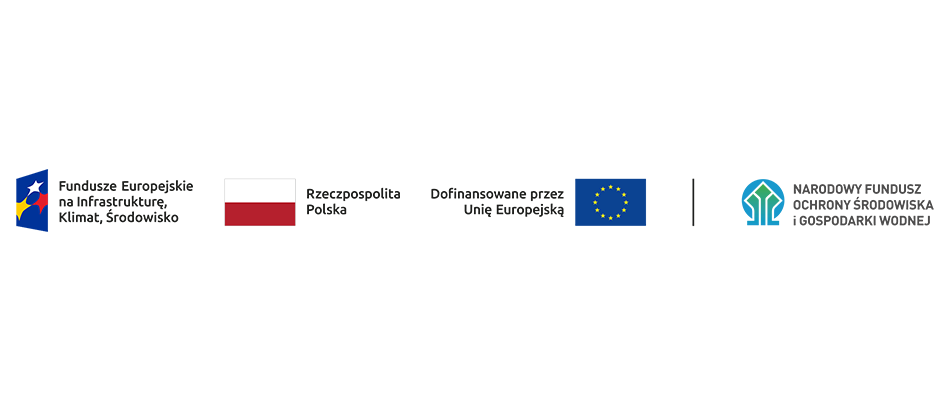 Fundusze Europejskie
na Infrastrukturę,
Klimat, Środowisko
Rzeczpospolita
Polska
Dofinansowane przez
Unię Europejską
NARODOWY FUNDUSZ
OCHRONY ŚRODOWISKA
i GOSPODARKI WODNEJ